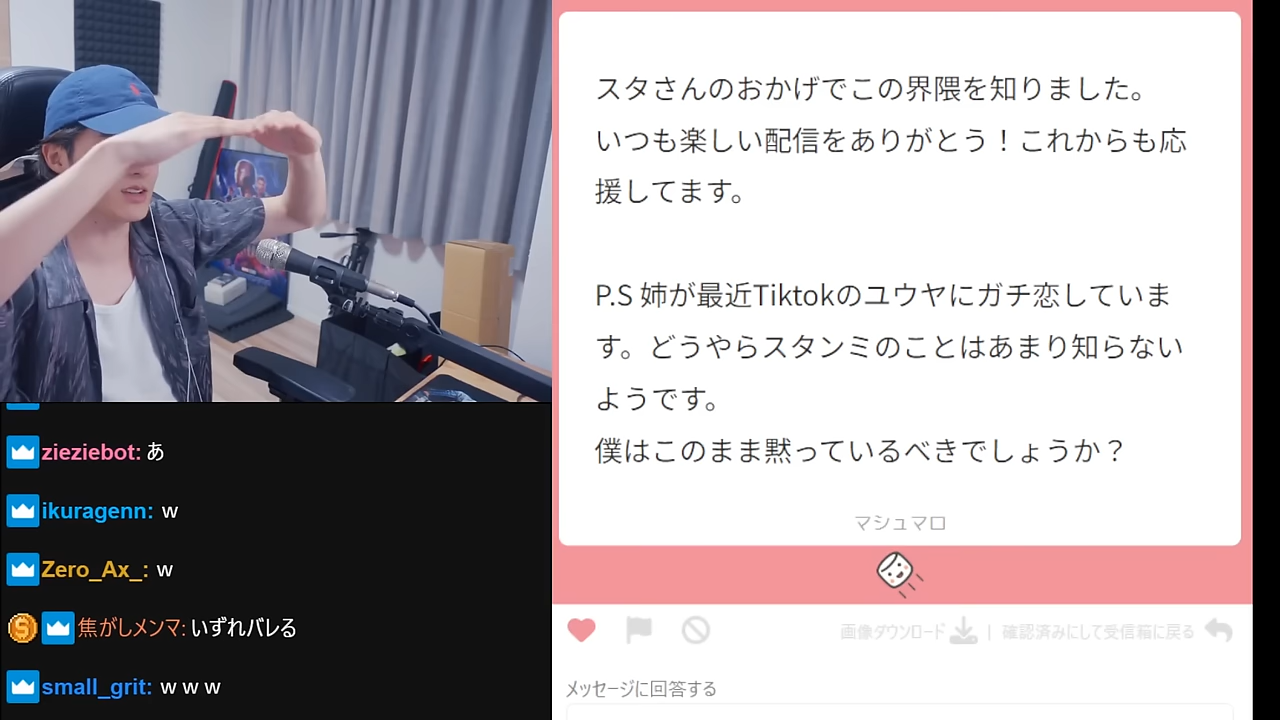 スタさんのおかげでこの界隈を知りました。
いつも楽しい配信をありがとう！これからも応
援してます。
P.S 姉が最近Tiktokのユウヤにガチ恋していま
す。どうやらスタンミのことはあまり知らない
ようです。
僕はこのまま黙っているべきでしょうか？
マシュマロ
画像ダウンロード | 確認済みにして受信箱に戻る
メッセージに回答する
zieziebot: あ
ikuragenn: w
Zero_Ax_: w
焦がしメンマ: いずれバレる
small_grit: w w w